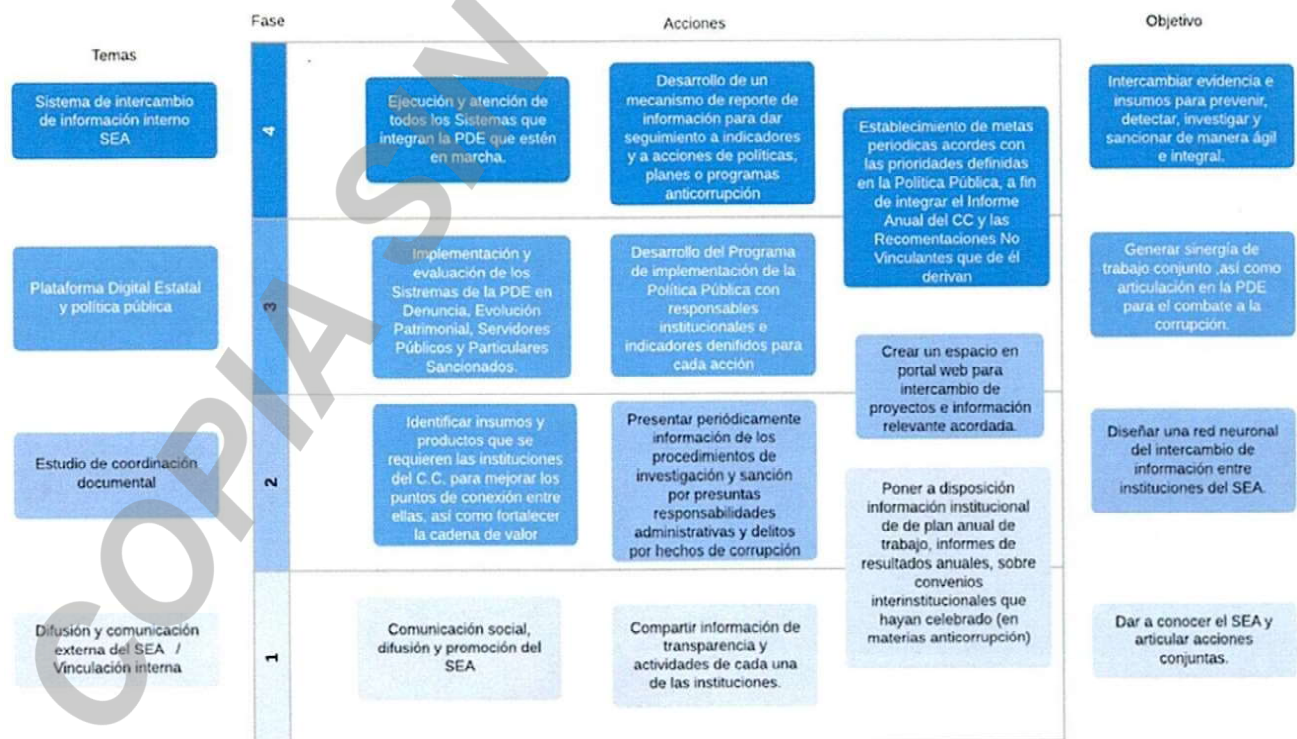 Fase
Acciones
Objetivo
Temas
Sistema de intercambio
de información interno
SEA
4
Ejecución y atención de
todos los Sistemas que
integran la PDE que estén
en marcha.
Desarrollo de un
mecanismo de reporte de
información para dar
seguimiento a indicadores
y a acciones de políticas,
planes o programas
anticorrupción
Establecimiento de metas
periodicas acordes con
las prioridades definidas
en la Política Pública, a fin
de integrar el Informe
Anual del CC y las
Recomentaciones No
Vinculantes que de él
derivan
Intercambiar evidencia e
insumos para prevenir,
detectar, investigar y
sancionar de manera ágil
e integral.
Plataforma Digital Estatal
y política pública
3
Implementación y
evaluación de los
Sistremas de la PDE en
Denuncia, Evolución
Patrimonial, Servidores
Públicos y Particulares
Sancionados.
Desarrollo del Programa
de implementación de la
Política Pública con
responsables
institucionales e
indicadores denifidos para
cada acción
Crear un espacio en
portal web para
intercambio de
proyectos e información
relevante acordada.
Generar sinergía de
trabajo conjunto ,así como
articulación en la PDE
para el combate a la
corrupción.
Estudio de coordinación
documental
2
Identificar insumos y
productos que se
requieren las instituciones
del C.C. para mejorar los
puntos de conexión entre
ellas, así como fortalecer
la cadena de valor
Presentar periódicamente
información de los
procedimientos de
investigación y sanción
por presuntas
responsabilidades
administrativas y delitos
por hechos de corrupción
Poner a disposición
información institucional
de de plan anual de
trabajo, informes de
resultados anuales, sobre
convenios
interinstitucionales que
hayan celebrado (en
materias anticorrupción)
Diseñar una red neuronal
del intercambio de
información entre
instituciones del SEA.
Difusión y comunicación
externa del SEA /
Vinculación interna
1
Comunicación social,
difusión y promoción del
SEA
Compartir información de
transparencia y
actividades de cada una
de las instituciones.
Dar a conocer el SEA y
articular acciones
conjuntas.
COPIA SIN